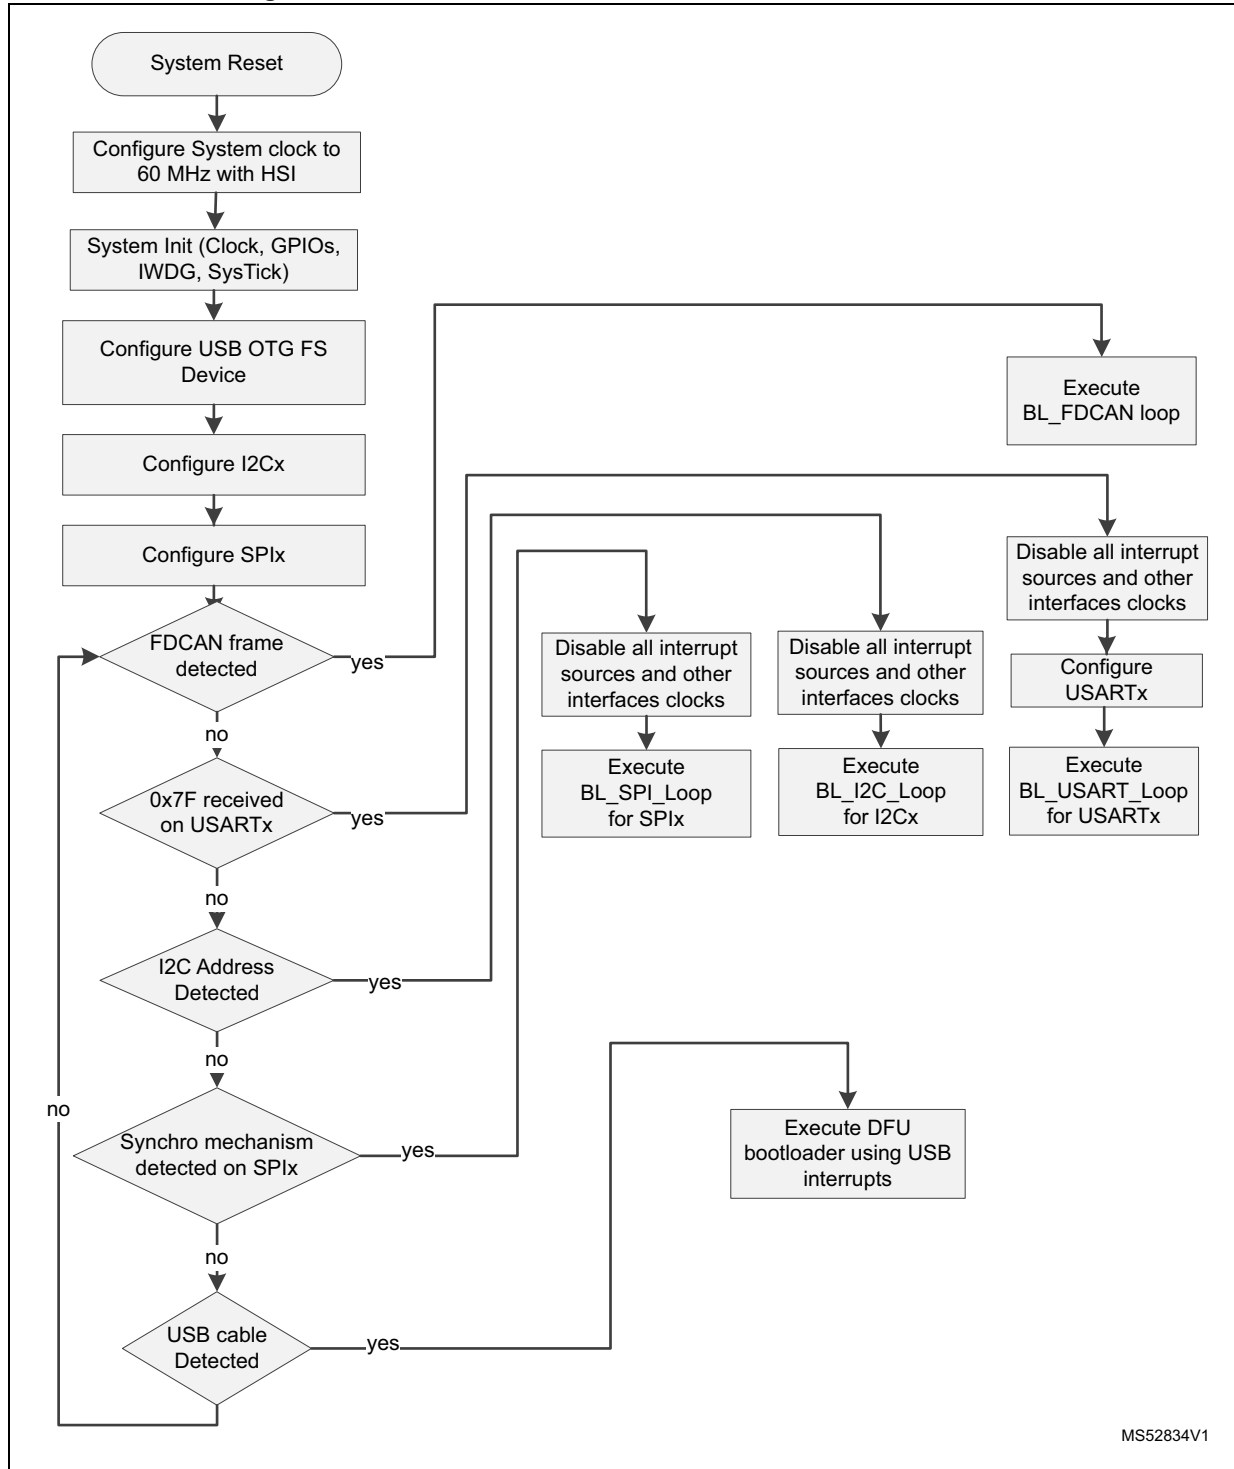 System Reset
Configure System clock to
60 MHz with HSI
System Init (Clock, GPIOs,
IWDG, SysTick)
Configure USB OTG FS
Device
Configure I2Cx
Configure SPIx
FDCAN frame
detected
yes
no
0x7F received
on USARTx
yes
no
I2C Address
Detected
yes
no
Synchro mechanism
detected on SPIx
yes
no
USB cable
Detected
yes
no
Execute
BL_FDCAN loop
Disable all interrupt
sources and other
interfaces clocks
Configure
USARTx
Execute
BL_USART_Loop
for USARTx
Disable all interrupt
sources and other
interfaces clocks
Execute
BL_I2C_Loop
for I2Cx
Disable all interrupt
sources and other
interfaces clocks
Execute
BL_SPI_Loop
for SPIx
Execute DFU
bootloader using USB
interrupts
MS52834V1